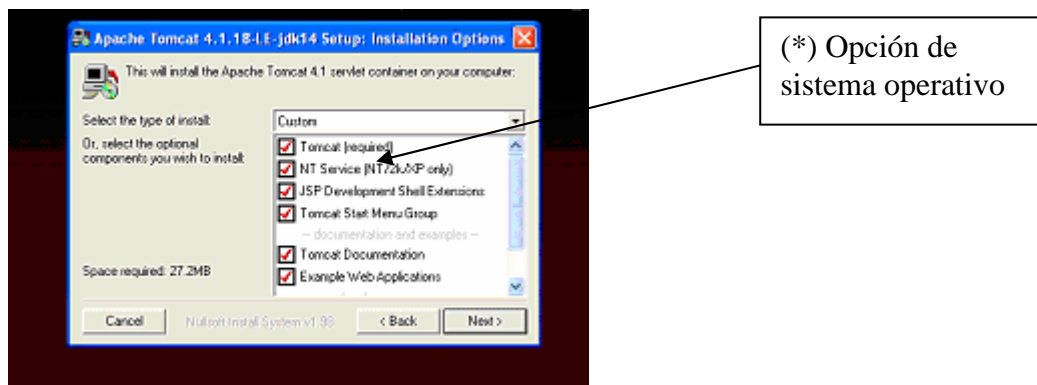 Apache Tomcat 4.1.18-LE-jdk14 Setup: Installation Options
This will install the Apache Tomcat 4.1 servlet container on your computer:
Select the type of install:
Custom
Or, select the optional
components you wish to install:
Tomcat (required)
NT Service (NT/2k/XP only)
JSP Development Shell Extensions
Tomcat Start Menu Group
-- documentation and examples --
Tomcat Documentation
Example Web Applications
Space required: 27.2MB
Cancel
Nullsoft Install System v1.98
< Back
Next >
(*) Opción de
sistema operativo